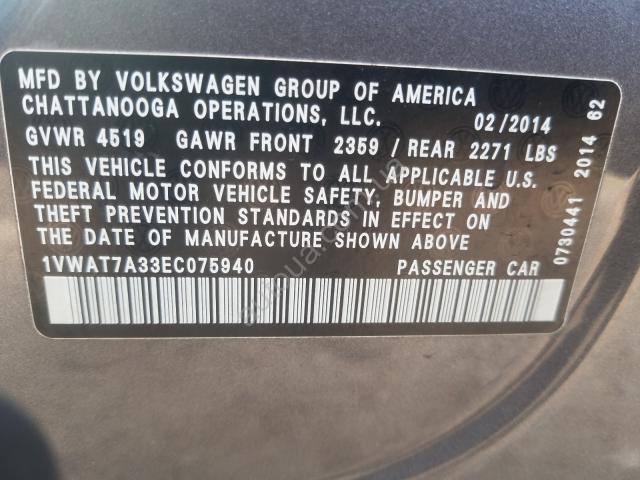 MFD BY VOLKSWAGEN GROUP OF AMERICA
CHATTANOOGA OPERATIONS, LLC. 02/2014
GVWR 4519 GAWR FRONT 2359 / REAR 2271 LBS
THIS VEHICLE CONFORMS TO ALL APPLICABLE U.S.
FEDERAL MOTOR VEHICLE SAFETY, BUMPER AND
THEFT PREVENTION STANDARDS IN EFFECT ON
THE DATE OF MANUFACTURE SHOWN ABOVE
1VWAT7A33EC075940 PASSENGER CAR
0730441 2014 62